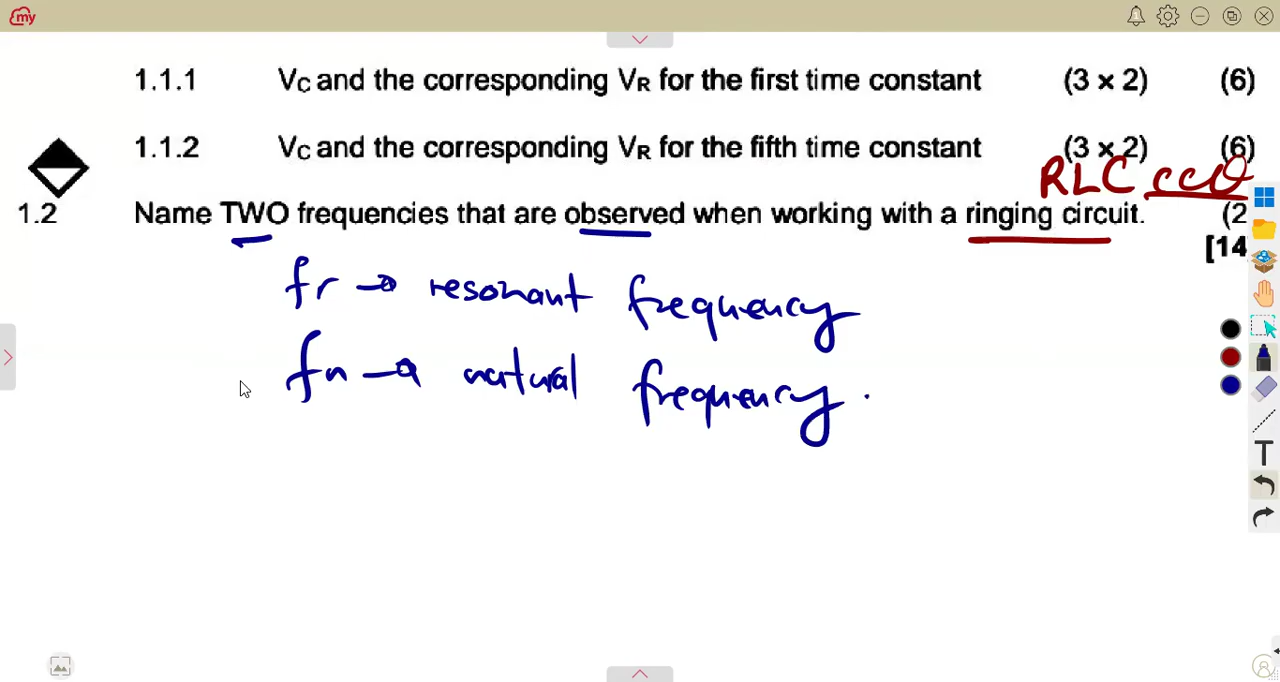 my
1.1.1 VC and the corresponding VR for the first time constant (3 × 2) (6)
1.1.2 VC and the corresponding VR for the fifth time constant (3 × 2) (6)
RLC
1.2 Name TWO frequencies that are observed when working with a ringing circuit. (2
[14
fr → resonant frequency
fn → natural frequency.
T